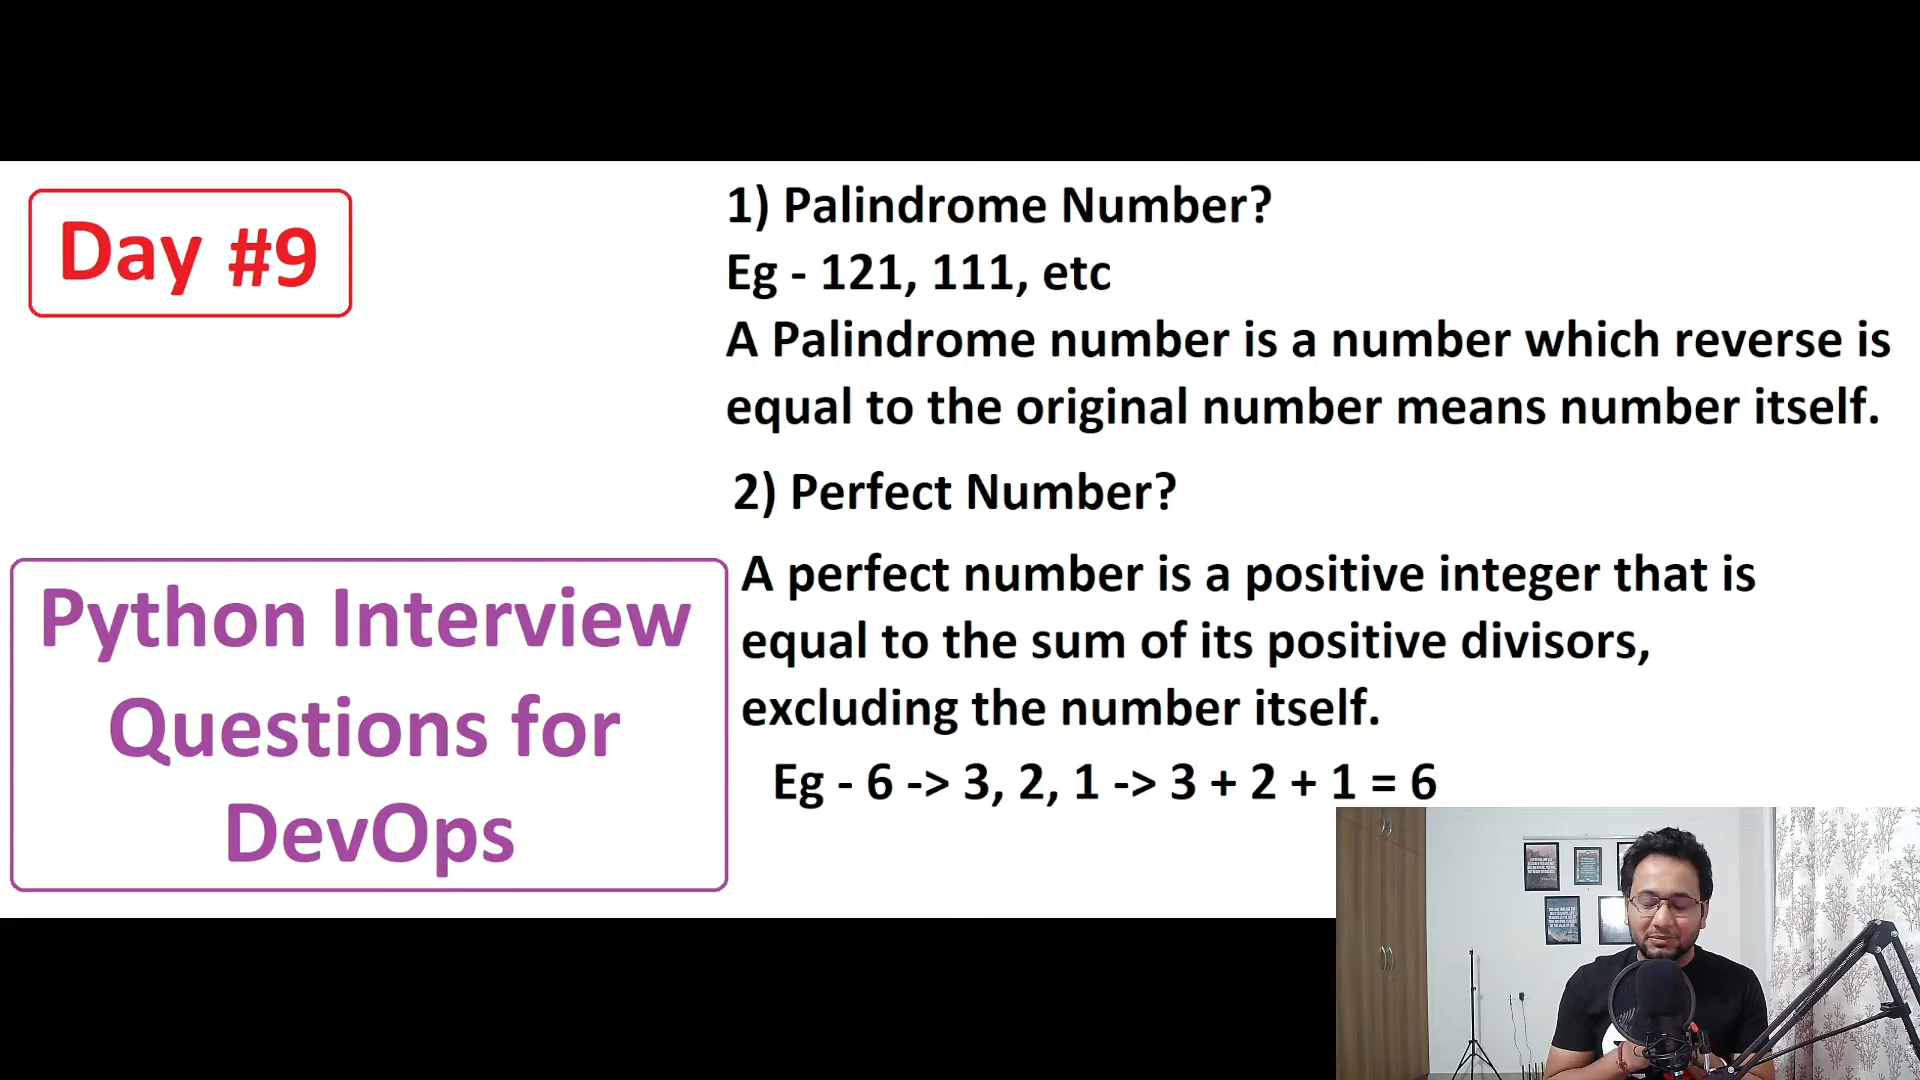 Day #9
Python Interview
Questions for
DevOps
1) Palindrome Number?
Eg - 121, 111, etc
A Palindrome number is a number which reverse is
equal to the original number means number itself.
2) Perfect Number?
A perfect number is a positive integer that is
equal to the sum of its positive divisors,
excluding the number itself.
Eg - 6 -> 3, 2, 1 -> 3 + 2 + 1 = 6